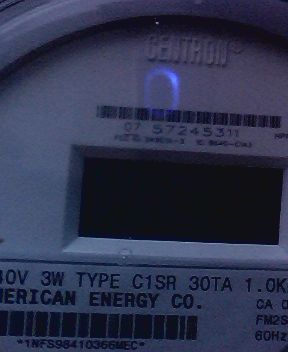 CENTRON®
07 57245311
40V 3W TYPE C1SR 30TA 1.0K
MERICAN ENERGY CO.
CA 0
FM2S
60Hz
*1NFS98410366MEC*